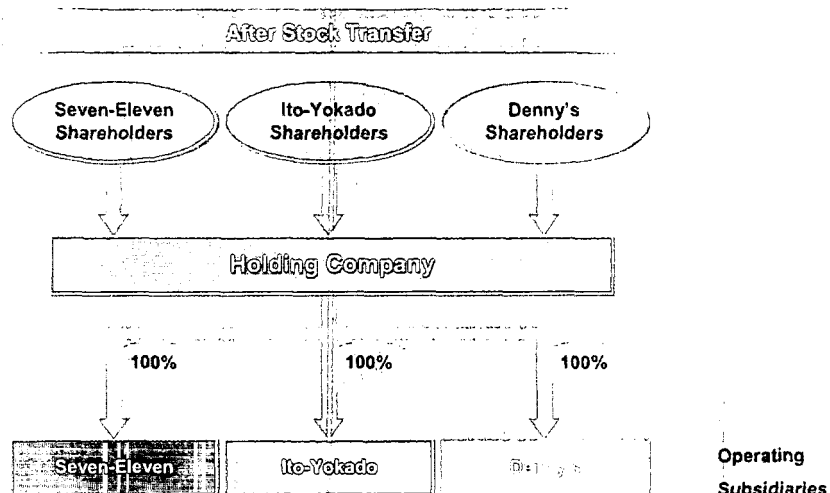 After Stock Transfer
Seven-Eleven
Shareholders
Ito-Yokado
Shareholders
Denny's
Shareholders
Holding Company
100%
100%
100%
Seven-Eleven
Ito-Yokado
Operating
Subsidiaries